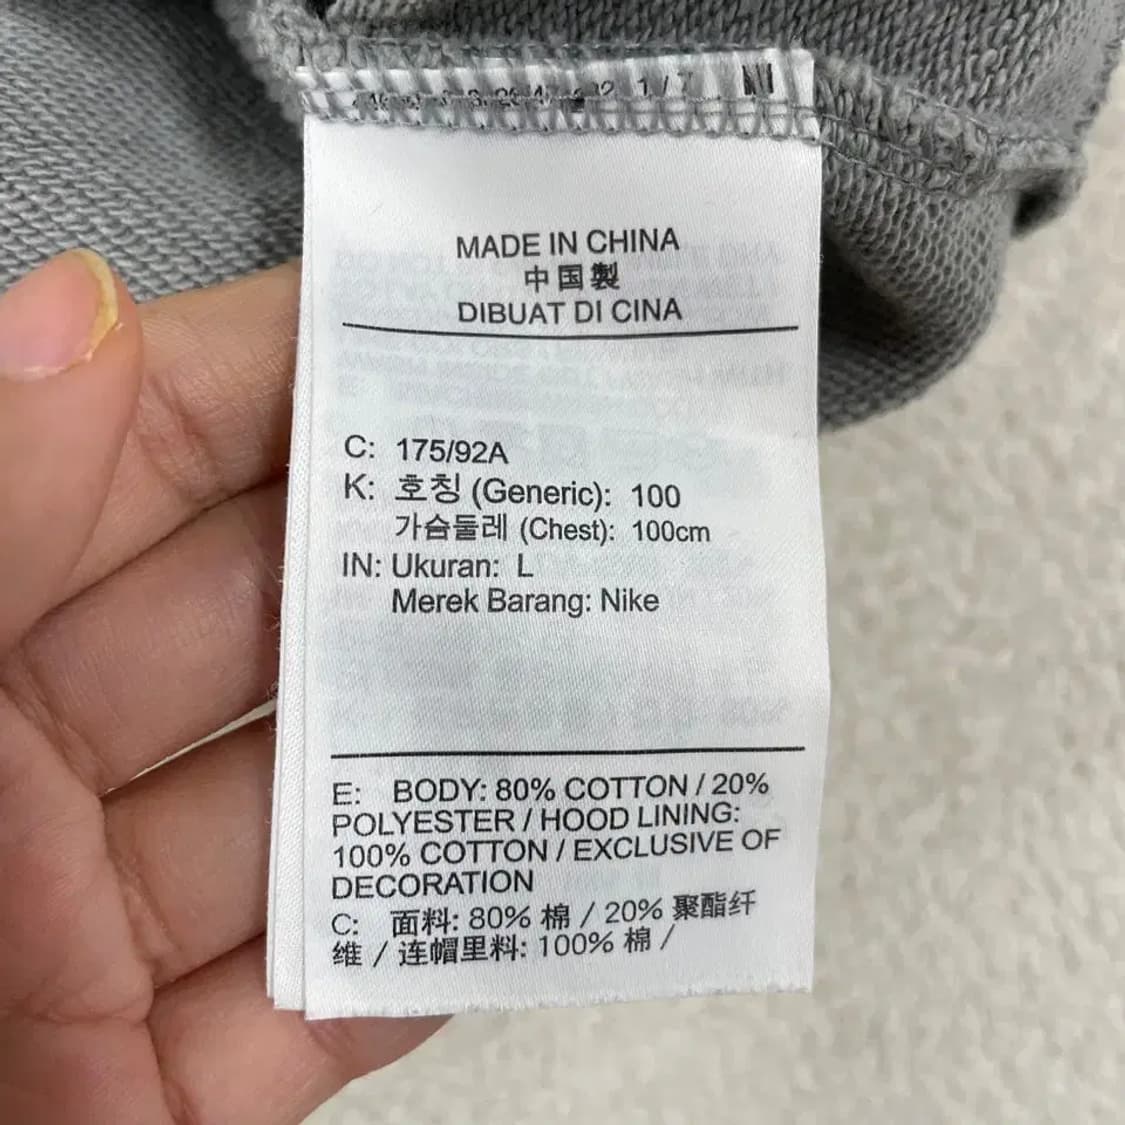 MADE IN CHINA
中国製
DIBUAT DI CINA
C: 175/92A
K: 호칭 (Generic): 100
가슴둘레 (Chest): 100cm
IN: Ukuran: L
Merek Barang: Nike
E: BODY: 80% COTTON / 20%
POLYESTER / HOOD LINING:
100% COTTON / EXCLUSIVE OF
DECORATION
C: 面料: 80% 棉 / 20% 聚酯纤
维 / 连帽里料: 100% 棉 /